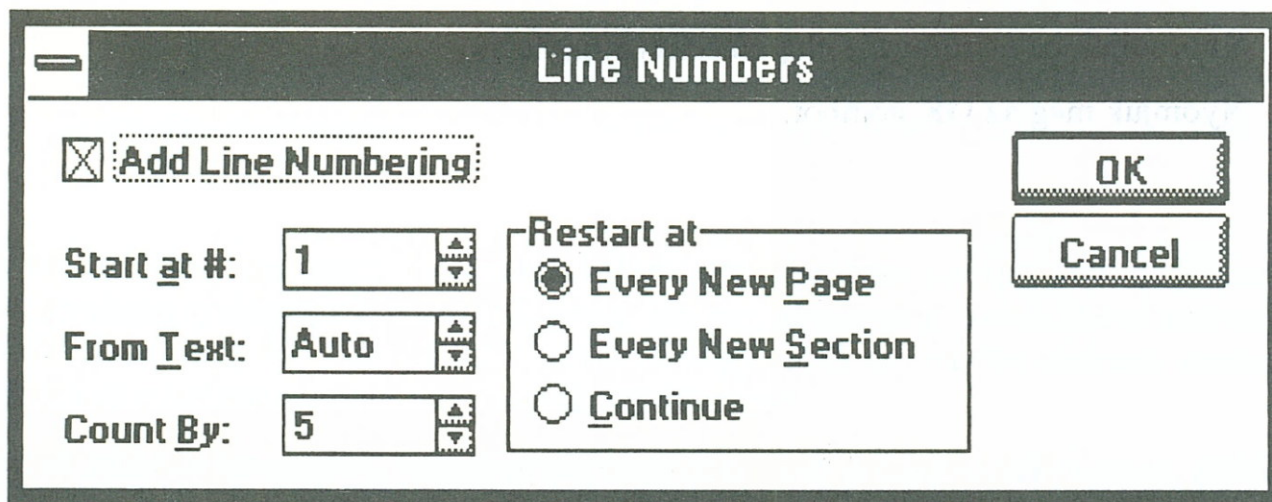 Line Numbers
Add Line Numbering
Start at #: 1
From Text: Auto
Count By: 5
Restart at
Every New Page
Every New Section
Continue
OK
Cancel